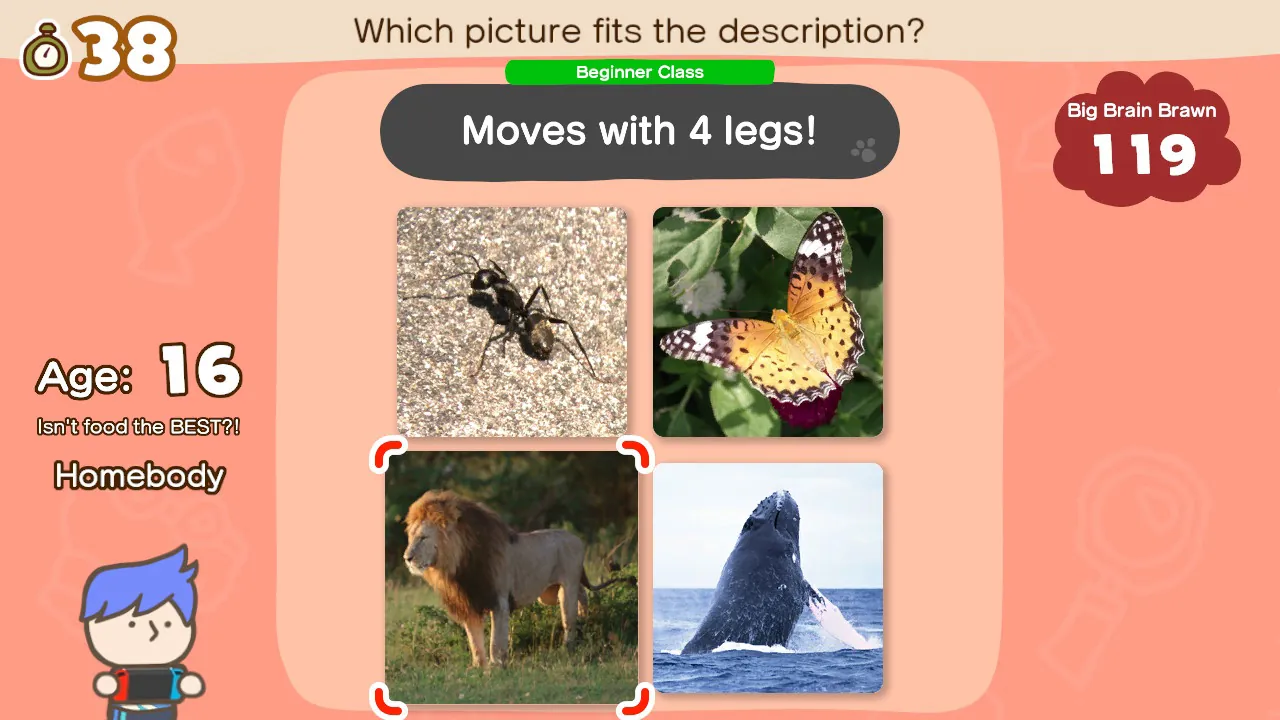 38
Which picture fits the description?
Beginner Class
Moves with 4 legs!
Big Brain Brawn
119
Age: 16
Isn't food the BEST?!
Homebody